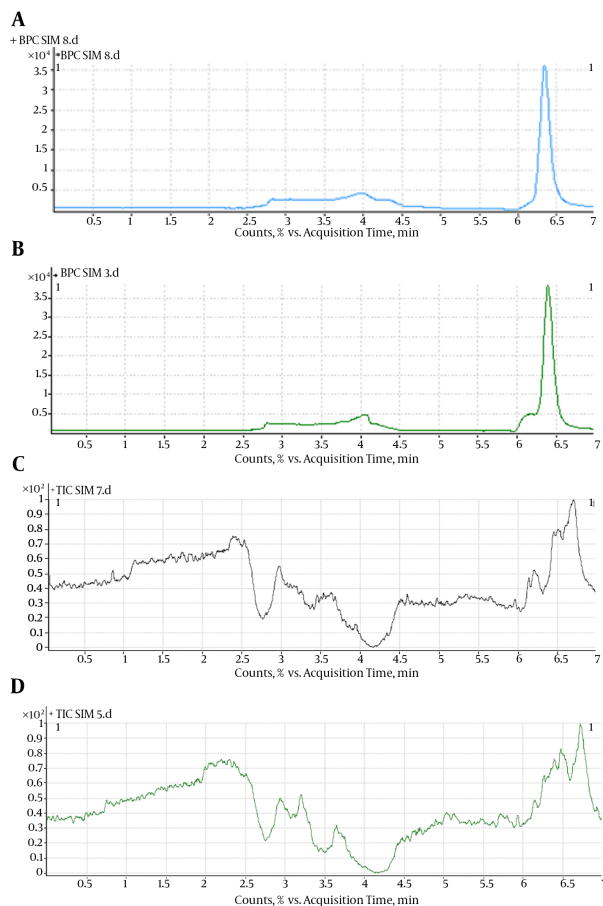 A
+ BPC SIM 8.d
×10⁴ BPC SIM 8.d
1 1
3.5
3
2.5
2
1.5
1
0.5
0.5 1 1.5 2 2.5 3 3.5 4 4.5 5 5.5 6 6.5 7
Counts, % vs. Acquisition Time, min
B
×10⁴ BPC SIM 3.d
1 1
3.5
3
2.5
2
1.5
1
0.5
0.5 1 1.5 2 2.5 3 3.5 4 4.5 5 5.5 6 6.5 7
Counts, % vs. Acquisition Time, min
C
×10² +TIC SIM 7.d
1 1 1
0.9
0.8
0.7
0.6
0.5
0.4
0.3
0.2
0.1
0
0.5 1 1.5 2 2.5 3 3.5 4 4.5 5 5.5 6 6.5 7
Counts, % vs. Acquisition Time, min
D
×10² + TIC SIM 5.d
1 1 1
0.9
0.8
0.7
0.6
0.5
0.4
0.3
0.2
0.1
0
0.5 1 1.5 2 2.5 3 3.5 4 4.5 5 5.5 6 6.5 7
Counts, % vs. Acquisition Time, min